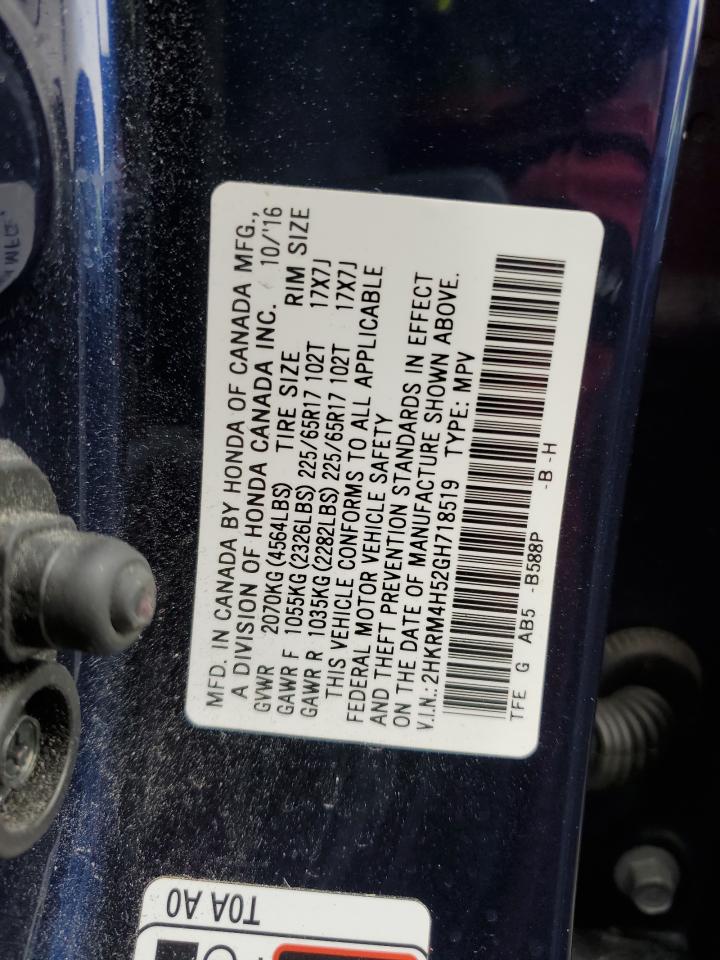 MFD. IN CANADA BY HONDA OF CANADA MFG.,
A DIVISION OF HONDA CANADA INC. 10/'16
GVWR 2070KG(4564LBS) TIRE SIZE RIM SIZE
GAWR F 1055KG(2326LBS) 225/65R17 102T 17X7J
GAWR R 1035KG(2282LBS) 225/65R17 102T 17X7J
THIS VEHICLE CONFORMS TO ALL APPLICABLE
FEDERAL MOTOR VEHICLE SAFETY
AND THEFT PREVENTION STANDARDS IN EFFECT
ON THE DATE OF MANUFACTURE SHOWN ABOVE.
V.I.N.: 2HKRM4H52GH718519 TYPE: MPV
TFE G AB5 -B588P -B -H
T0A A0